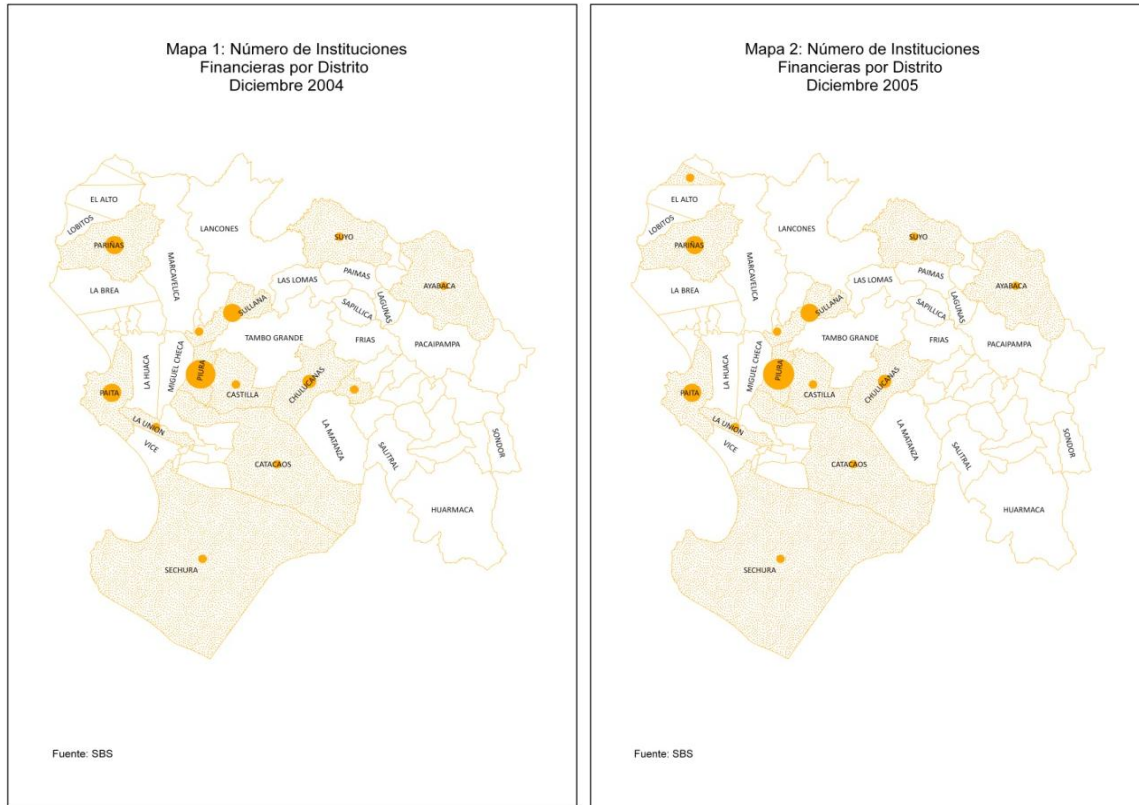 Mapa 1: Número de Instituciones
Financieras por Distrito
Diciembre 2004
EL ALTO
LOBITOS
PARIÑAS
LA BREA
MARCAVELICA
LANCONES
SUYO
PAIMAS
AYABACA
LAS LOMAS
LAGUNAS
SAPILLICA
SULLANA
TAMBO GRANDE
FRIAS
PACAIPAMPA
LA HUACA
MIGUEL CHECA
PIURA
PAITA
CASTILLA
CHULUCANAS
LA UNION
VICE
LA MATANZA
SALITRAL
SONDOR
CATACAOS
HUARMACA
SECHURA
Fuente: SBS
Mapa 2: Número de Instituciones
Financieras por Distrito
Diciembre 2005
EL ALTO
LOBITOS
PARIÑAS
LA BREA
MARCAVELICA
LANCONES
SUYO
PAIMAS
AYABACA
LAS LOMAS
LAGUNAS
SAPILLICA
SULLANA
TAMBO GRANDE
FRIAS
PACAIPAMPA
LA HUACA
MIGUEL CHECA
PIURA
PAITA
CASTILLA
CHULUCANAS
LA UNION
VICE
LA MATANZA
SALITRAL
SONDOR
CATACAOS
HUARMACA
SECHURA
Fuente: SBS